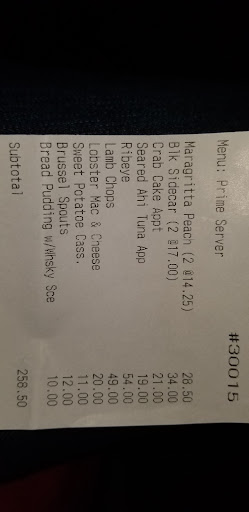 #30015
Menu: Prime Server
Maragritta Peach (2 @14.25) 28.50
Blk Sidecar (2 @17.00) 34.00
Crab Cake Appt 21.00
Seared Ahi Tuna App 19.00
Ribeye 54.00
Lamb Chops 49.00
Lobster Mac & Cheese 20.00
Sweet Potatoe Cass. 11.00
Brussel Spouts 12.00
Bread Pudding w/Whsky Sce 10.00
Subtotal 258.50